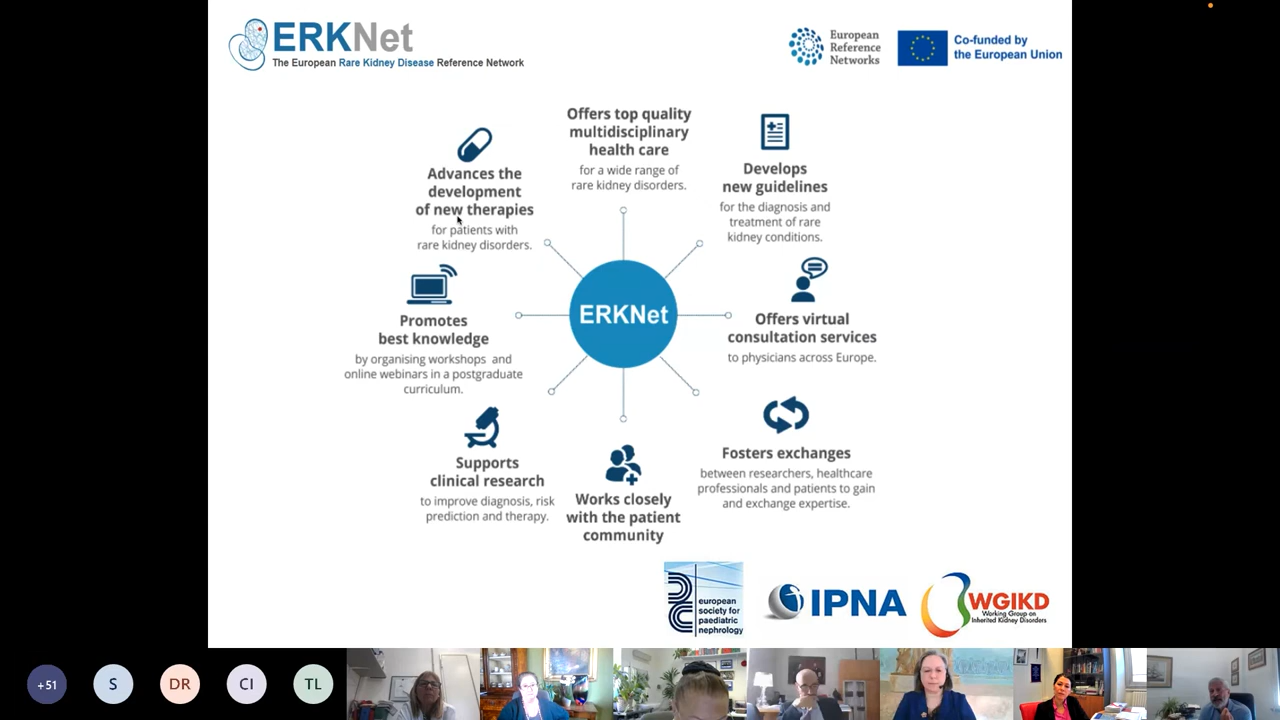 ERKNet
The European Rare Kidney Disease Reference Network
European
Reference
Networks
Co-funded by
the European Union
Offers top quality
multidisciplinary
health care
for a wide range of
rare kidney disorders.
Develops
new guidelines
for the diagnosis and
treatment of rare
kidney conditions.
Offers virtual
consultation services
to physicians across Europe.
Fosters exchanges
between researchers, healthcare
professionals and patients to gain
and exchange expertise.
Works closely
with the patient
community
Supports
clinical research
to improve diagnosis, risk
prediction and therapy.
Promotes
best knowledge
by organising workshops and
online webinars in a postgraduate
curriculum.
Advances the
development
of new therapies
for patients with
rare kidney disorders.
ERKNet
european
society for
paediatric
nephrology
IPNA
WGIKD
Working Group on
Inherited Kidney Disorders
+51
S
DR
CI
TL